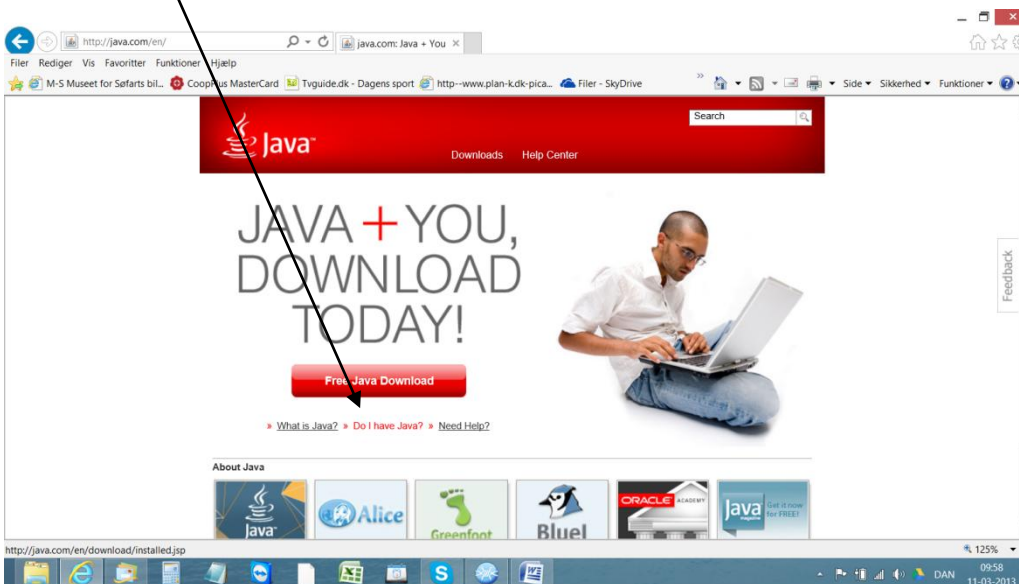 http://java.com/en/
java.com: Java + You
Filer Rediger Vis Favoritter Funktioner Hjælp
M-S Museet for Søfarts bil... CoopPlus MasterCard Tvguide.dk - Dagens sport http--www.plan-k.dk-pica... Filer - SkyDrive » Side Sikkerhed Funktioner
Search
Java™
Downloads Help Center
JAVA + YOU,
DOWNLOAD
TODAY!
Free Java Download
» What is Java? » Do I have Java? » Need Help?
Feedback
About Java
Java™
Alice
Greenfoot
BlueJ
ORACLE ACADEMY
Java magazine
Get it now for FREE!
http://java.com/en/download/installed.jsp
125%
DAN
09:58
11-03-2013